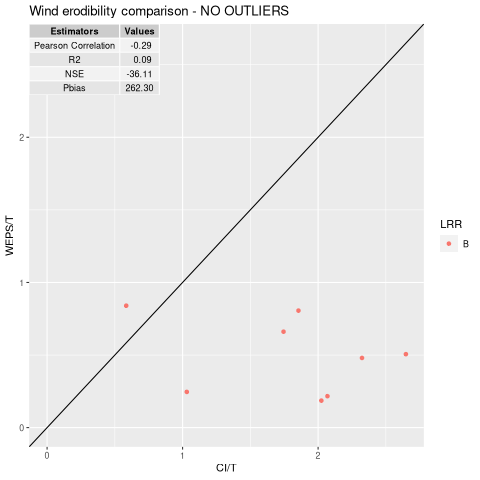 Wind erodibility comparison - NO OUTLIERS
Estimators Values
Pearson Correlation -0.29
R2 0.09
NSE -36.11
Pbias 262.30
2
1
0
WEPS/T
0 1 2
CI/T
LRR
B